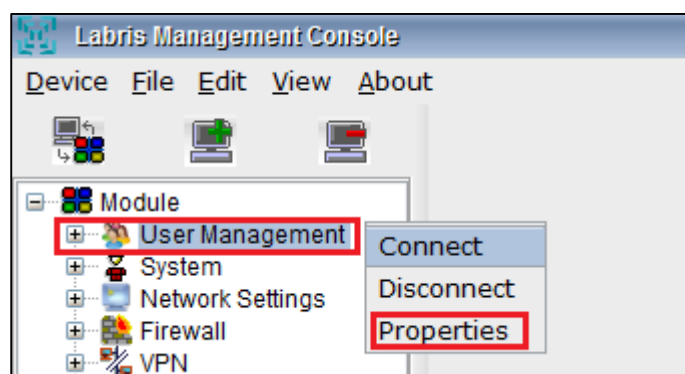 Labris Management Console
Device File Edit View About
Module
User Management
Connect
System
Disconnect
Network Settings
Properties
Firewall
VPN